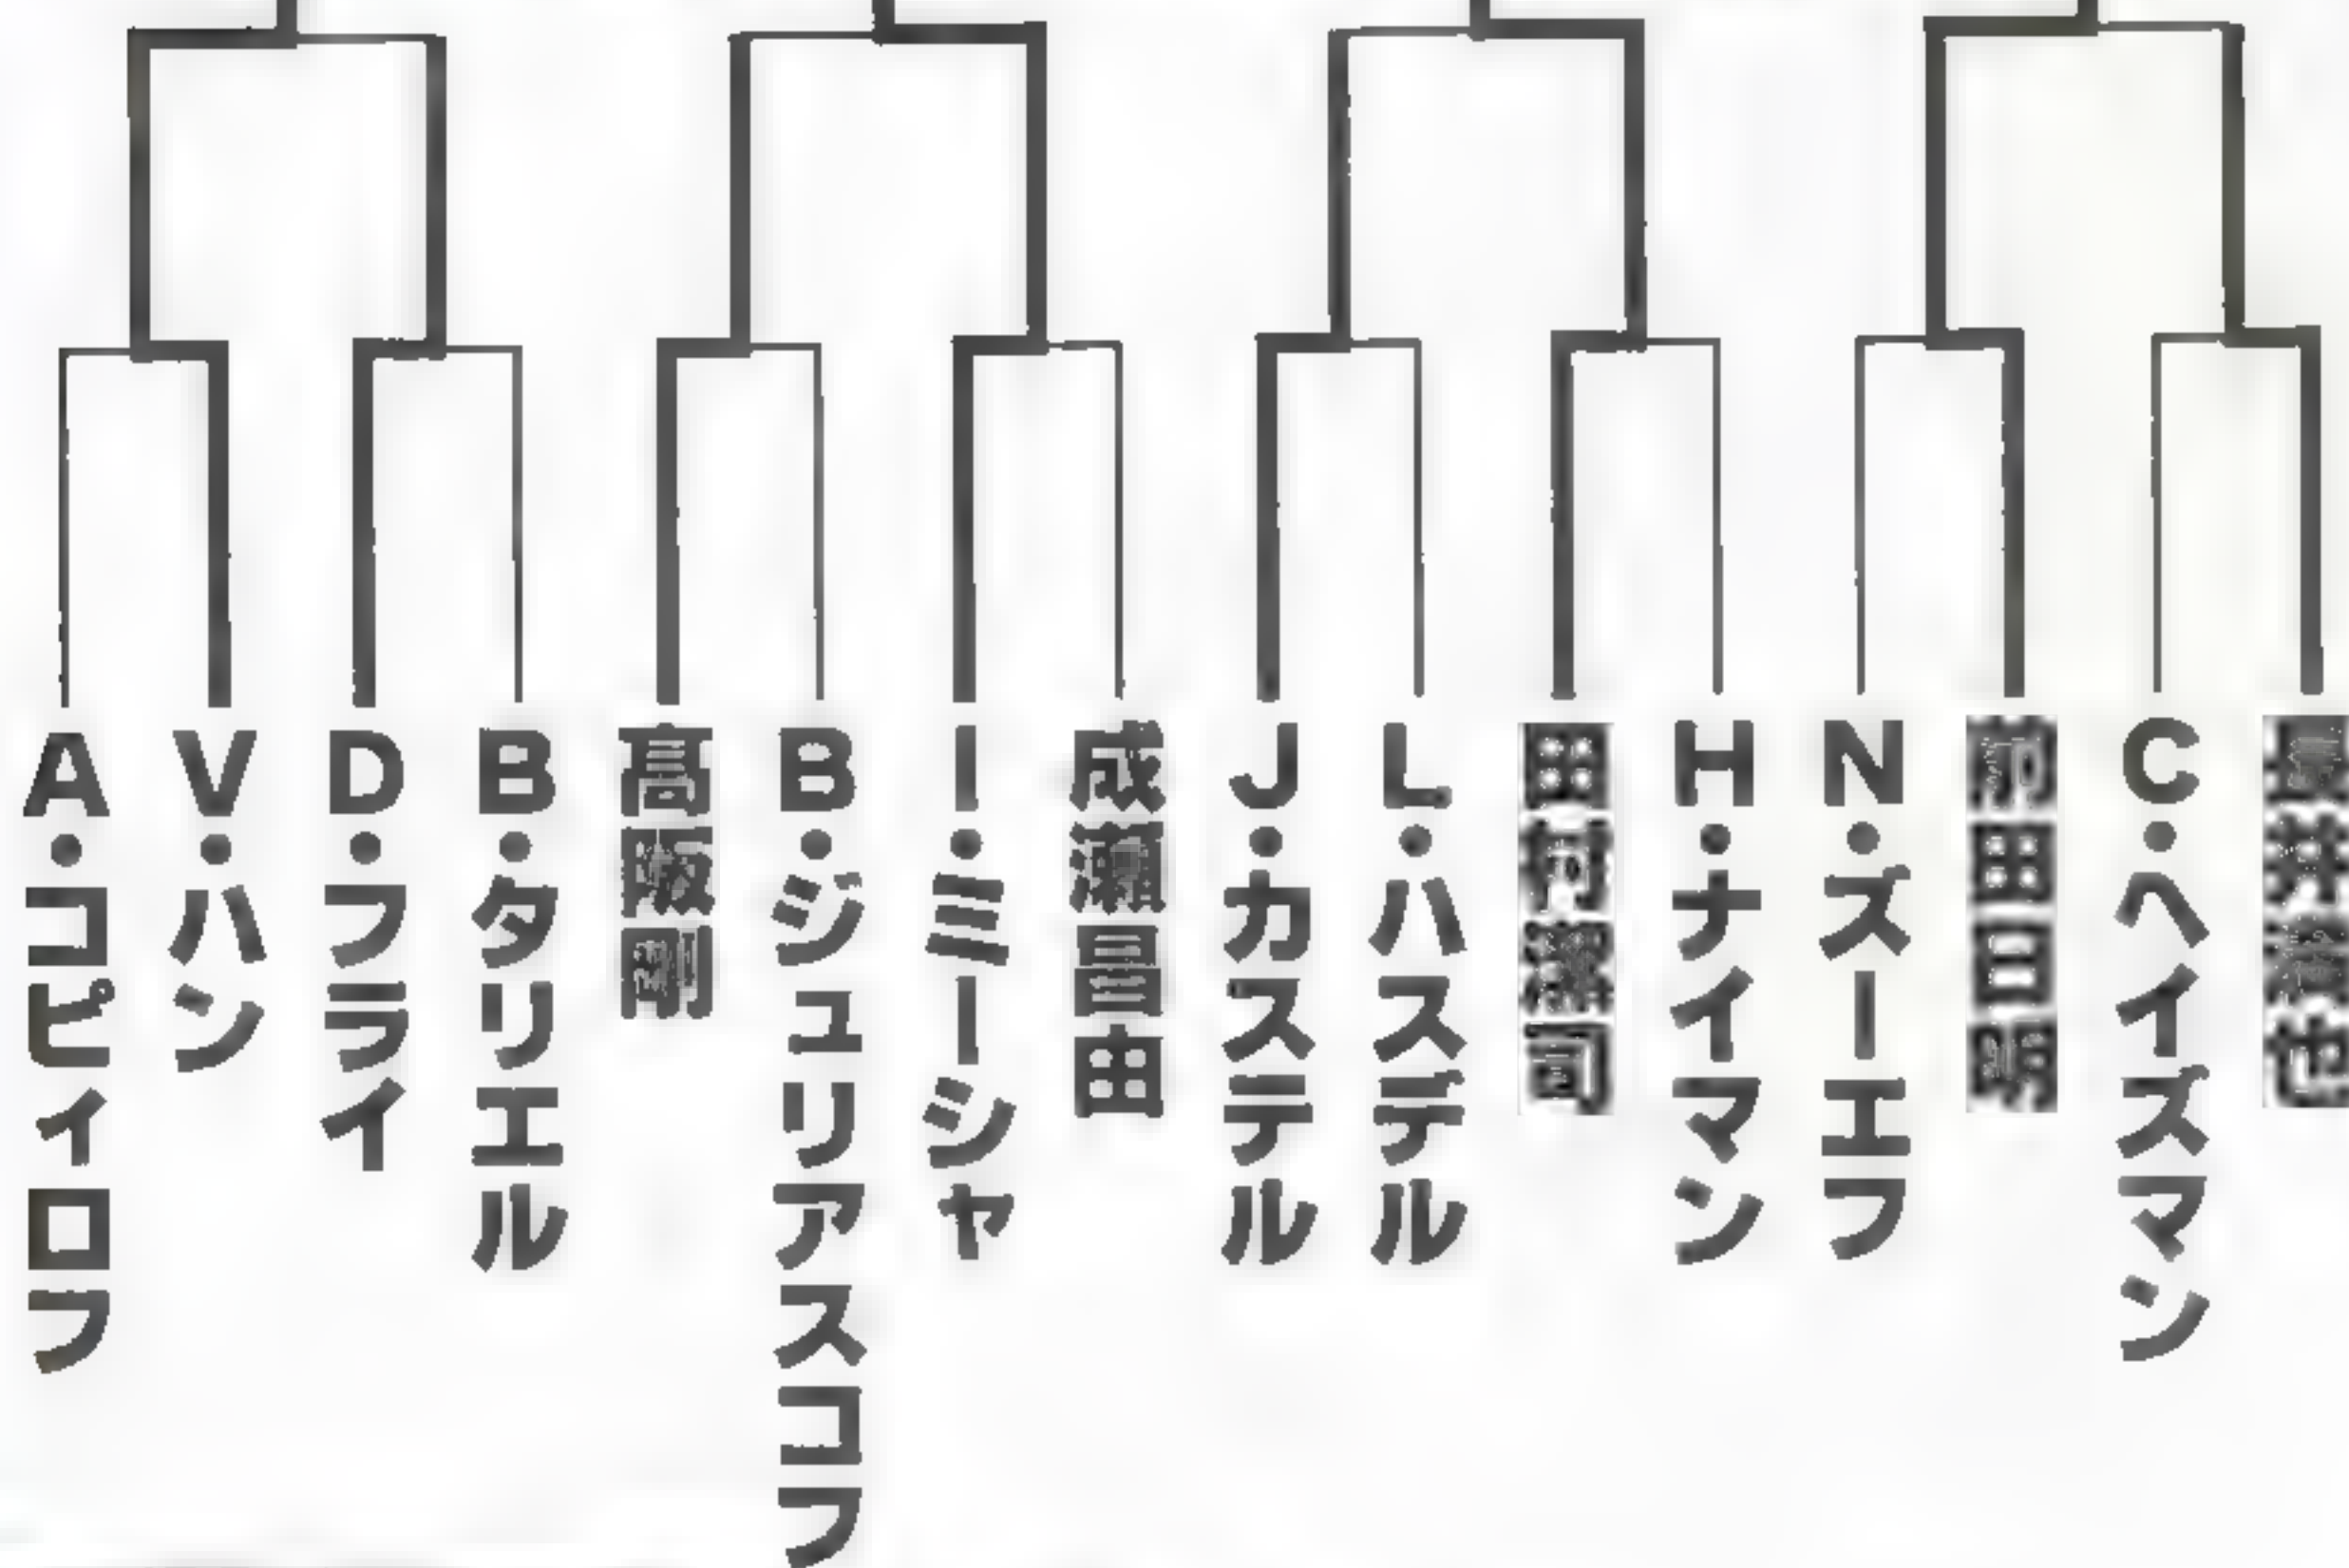 C・ヘイズマン
前田日明
N・ズーエフ
H・ナイマン
田村潔司
L・ハスデル
J・カステル
成瀬昌由
I・ミーシャ
B・ジュリアスコフ
高阪剛
B・タリエル
D・フライ
V・ハン
A・コピィロフ